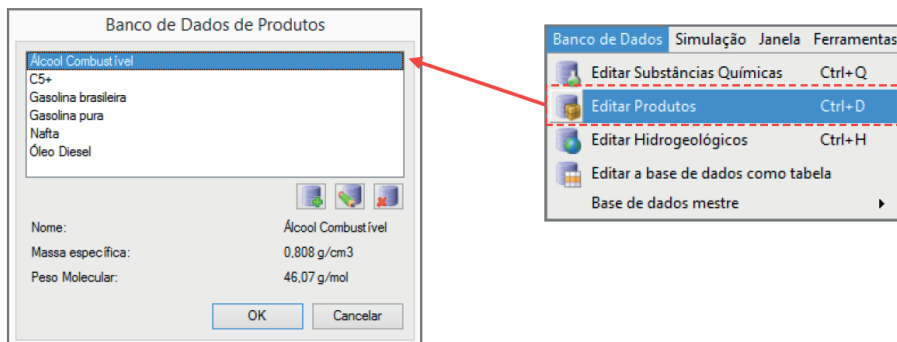 Banco de Dados de Produtos
Álcool Combustível
C5+
Gasolina brasileira
Gasolina pura
Nafta
Óleo Diesel
Nome: Álcool Combustível
Massa específica: 0,808 g/cm3
Peso Molecular: 46,07 g/mol
OK Cancelar
Banco de Dados Simulação Janela Ferramentas
Editar Substâncias Químicas Ctrl+Q
Editar Produtos Ctrl+D
Editar Hidrogeológicos Ctrl+H
Editar a base de dados como tabela
Base de dados mestre